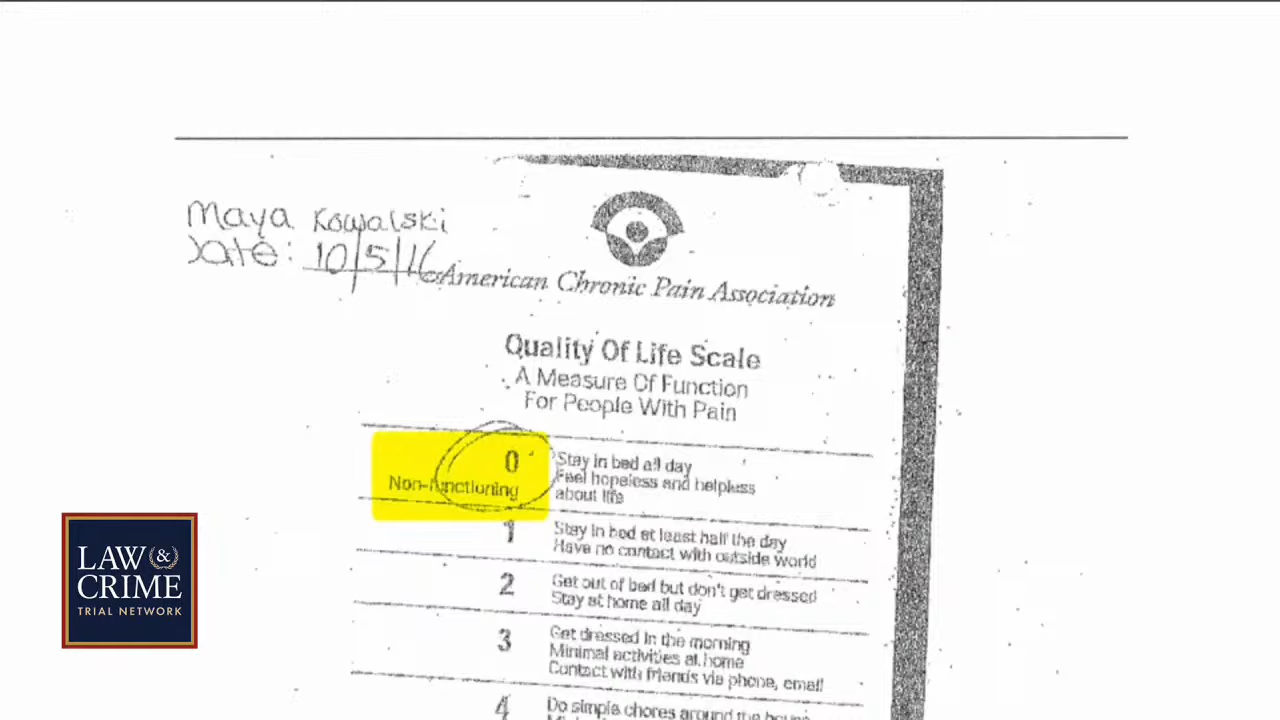 Maya Kowalski
Date: 10/5/16
American Chronic Pain Association
Quality Of Life Scale
A Measure Of Function
For People With Pain
0
Non-functioning
Stay in bed all day
Feel hopeless and helpless
about life
1
Stay in bed at least half the day
Have no contact with outside world
2
Get out of bed but don't get dressed
Stay at home all day
3
Get dressed in the morning
Minimal activities at home
Contact with friends via phone, email
4
Do simple chores around the house
LAW &
CRIME
TRIAL NETWORK